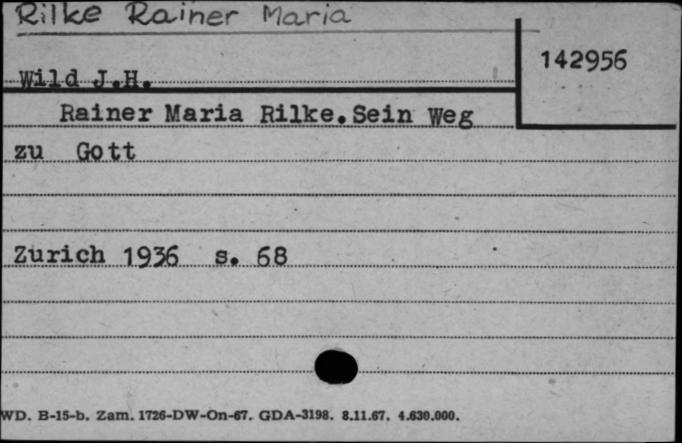 Rilke Rainer Maria
142956
Wild J.H.
Rainer Maria Rilke. Sein Weg
zu Gott
Zurich 1936 s. 68
WD. B-15-b. Zam. 1726-DW-On-67. GDA-3198. 8.11.67. 4.630.000.